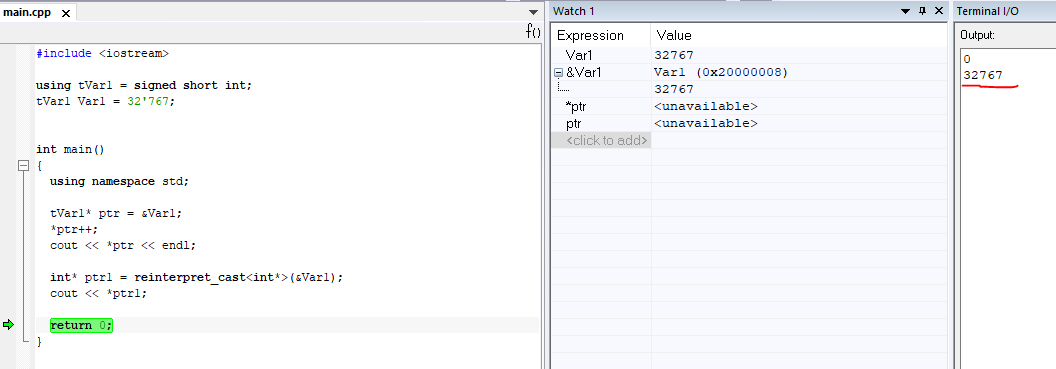 main.cpp
f()
#include <iostream>
using tVar1 = signed short int;
tVar1 Var1 = 32'767;
int main()
{
using namespace std;
tVar1* ptr = &Var1;
*ptr++;
cout << *ptr << endl;
int* ptr1 = reinterpret_cast<int*>(&Var1);
cout << *ptr1;
return 0;
}
Watch 1
Expression Value
Var1 32767
&Var1 Var1 (0x20000008)
32767
*ptr <unavailable>
ptr <unavailable>
<click to add>
Terminal I/O
Output:
0
32767